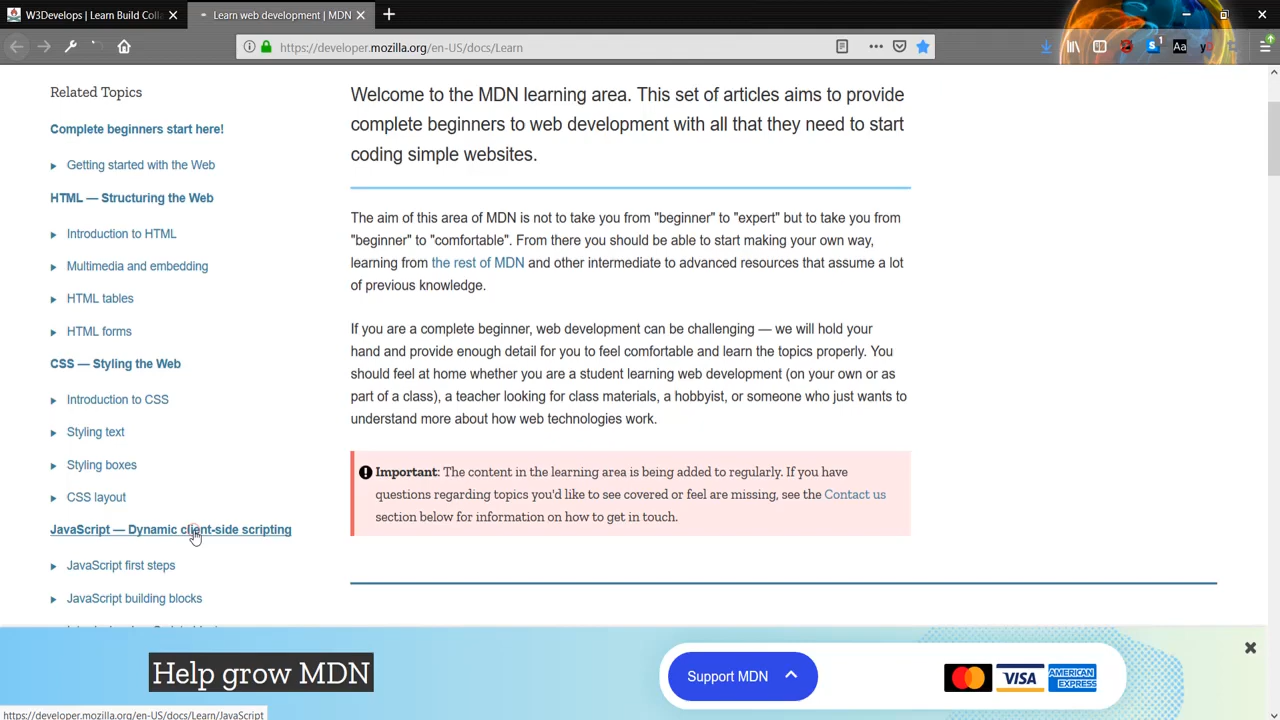 W3Develops | Learn Build Colla
Learn web development | MDN
https://developer.mozilla.org/en-US/docs/Learn
Related Topics
Complete beginners start here!
Getting started with the Web
HTML — Structuring the Web
Introduction to HTML
Multimedia and embedding
HTML tables
HTML forms
CSS — Styling the Web
Introduction to CSS
Styling text
Styling boxes
CSS layout
JavaScript — Dynamic client-side scripting
JavaScript first steps
JavaScript building blocks
Welcome to the MDN learning area. This set of articles aims to provide
complete beginners to web development with all that they need to start
coding simple websites.
The aim of this area of MDN is not to take you from "beginner" to "expert" but to take you from
"beginner" to "comfortable". From there you should be able to start making your own way,
learning from the rest of MDN and other intermediate to advanced resources that assume a lot
of previous knowledge.
If you are a complete beginner, web development can be challenging — we will hold your
hand and provide enough detail for you to feel comfortable and learn the topics properly. You
should feel at home whether you are a student learning web development (on your own or as
part of a class), a teacher looking for class materials, a hobbyist, or someone who just wants to
understand more about how web technologies work.
Important: The content in the learning area is being added to regularly. If you have
questions regarding topics you'd like to see covered or feel are missing, see the Contact us
section below for information on how to get in touch.
Help grow MDN
Support MDN
VISA
AMERICAN
EXPRESS
https://developer.mozilla.org/en-US/docs/Learn/JavaScript